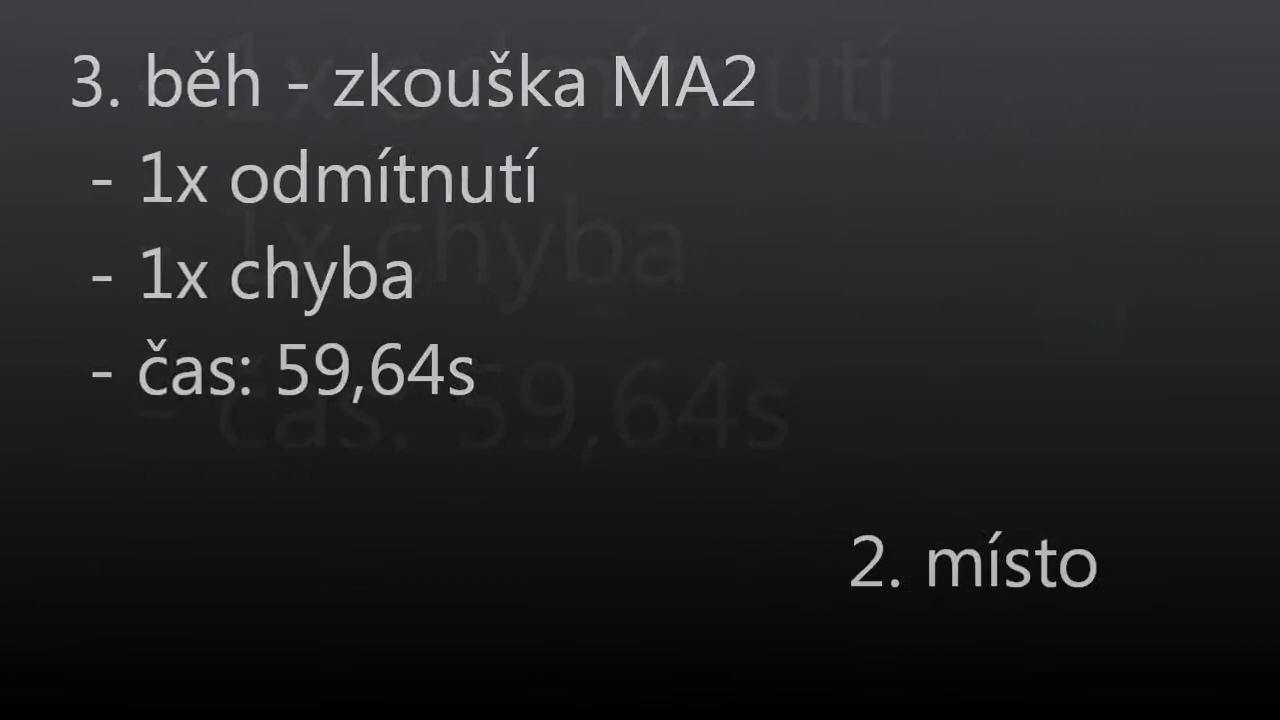 3. běh - zkouška MA2
- 1x odmítnutí
- 1x chyba
- čas: 59,64s
2. místo